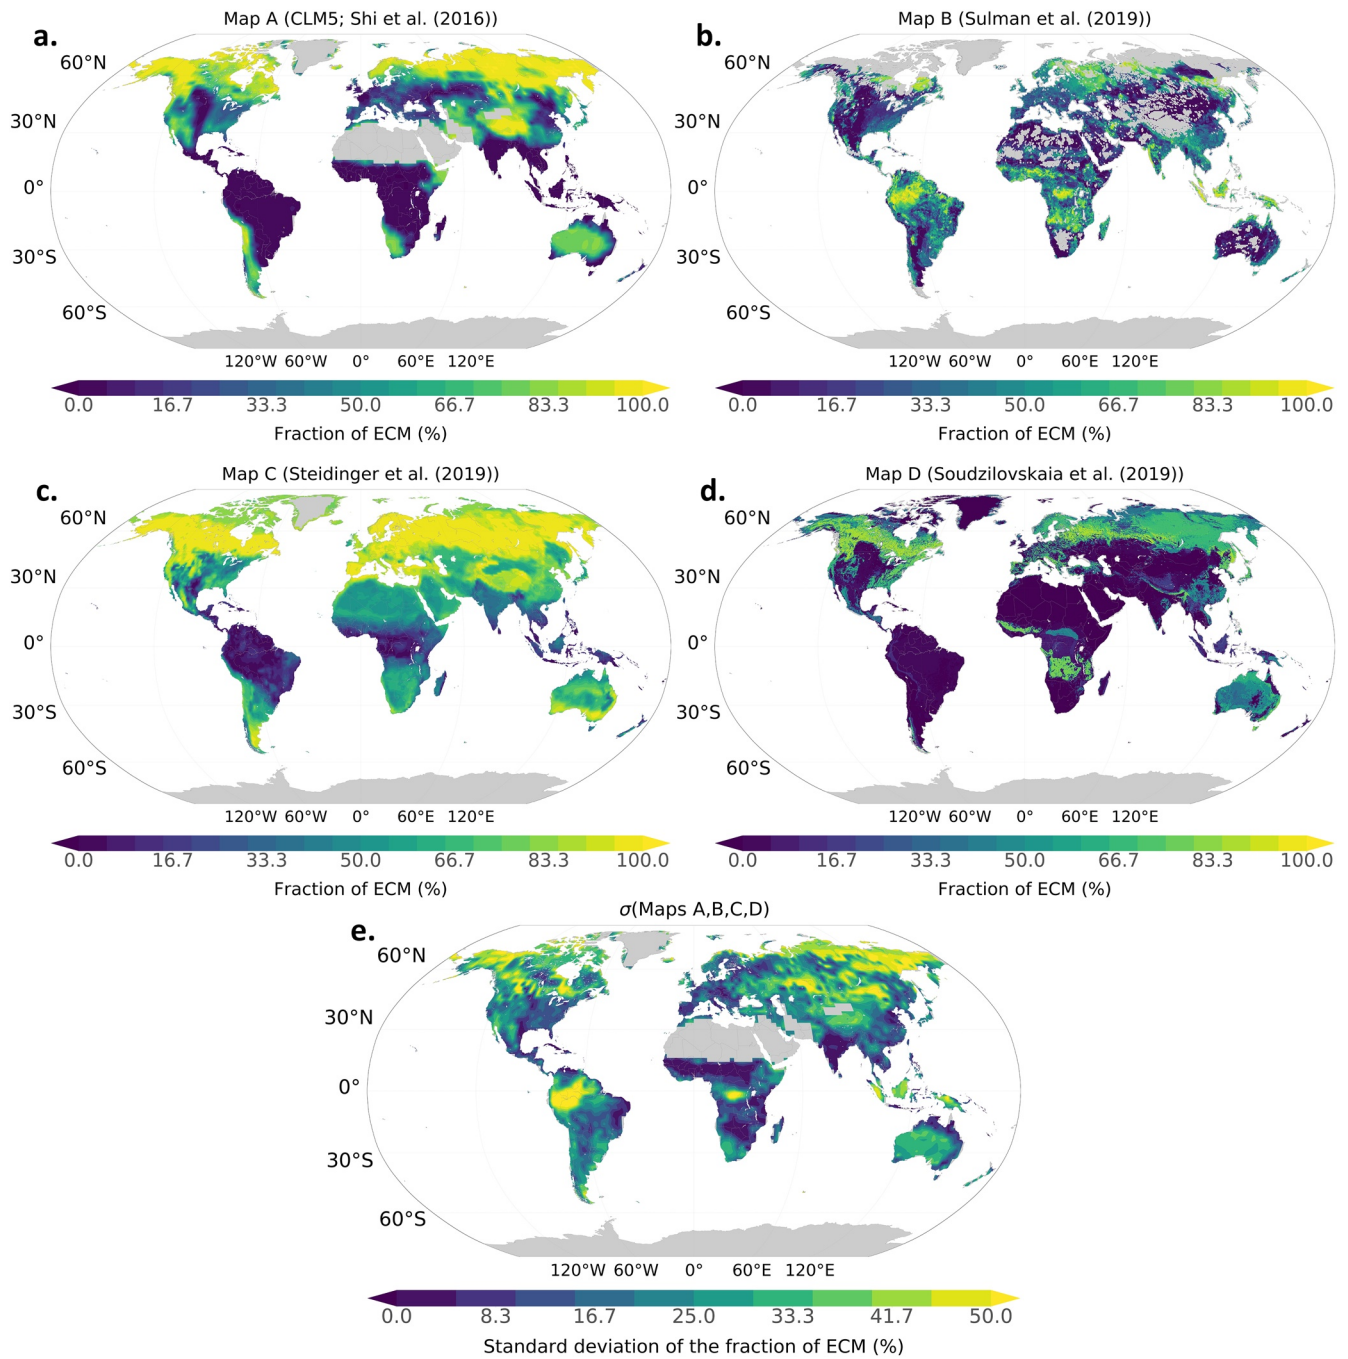 Map A (CLM5; Shi et al. (2016))
a.
60°N
30°N
0°
30°S
60°S
120°W 60°W 0° 60°E 120°E
0.0 16.7 33.3 50.0 66.7 83.3 100.0
Fraction of ECM (%)
Map B (Sulman et al. (2019))
b.
60°N
30°N
0°
30°S
60°S
120°W 60°W 0° 60°E 120°E
0.0 16.7 33.3 50.0 66.7 83.3 100.0
Fraction of ECM (%)
Map C (Steidinger et al. (2019))
c.
60°N
30°N
0°
30°S
60°S
120°W 60°W 0° 60°E 120°E
0.0 16.7 33.3 50.0 66.7 83.3 100.0
Fraction of ECM (%)
Map D (Soudzilovskaia et al. (2019))
d.
60°N
30°N
0°
30°S
60°S
120°W 60°W 0° 60°E 120°E
0.0 16.7 33.3 50.0 66.7 83.3 100.0
Fraction of ECM (%)
σ(Maps A,B,C,D)
e.
60°N
30°N
0°
30°S
60°S
120°W 60°W 0° 60°E 120°E
0.0 8.3 16.7 25.0 33.3 41.7 50.0
Standard deviation of the fraction of ECM (%)